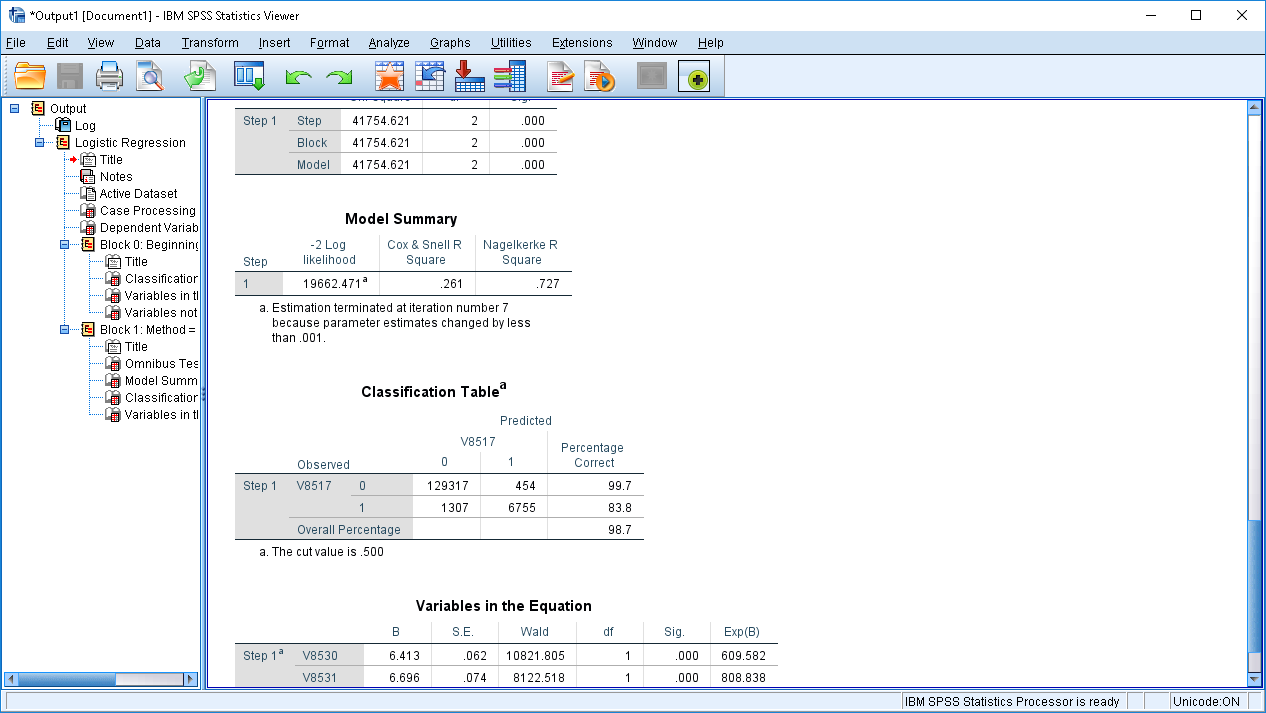 *Output1 [Document1] - IBM SPSS Statistics Viewer
File Edit View Data Transform Insert Format Analyze Graphs Utilities Extensions Window Help
Output
Log
Logistic Regression
Title
Notes
Active Dataset
Case Processing
Dependent Variab
Block 0: Beginning
Title
Classification
Variables in t
Variables not
Block 1: Method =
Title
Omnibus Tes
Model Summ
Classification
Variables in t
Step 1 Step 41754.621 2 .000
Block 41754.621 2 .000
Model 41754.621 2 .000
Model Summary
Step -2 Log likelihood Cox & Snell R Square Nagelkerke R Square
1 19662.471a .261 .727
a. Estimation terminated at iteration number 7
because parameter estimates changed by less
than .001.
Classification Tablea
Predicted
V8517 Percentage Correct
Observed 0 1
Step 1 V8517 0 129317 454 99.7
1 1307 6755 83.8
Overall Percentage 98.7
a. The cut value is .500
Variables in the Equation
B S.E. Wald df Sig. Exp(B)
Step 1a V8530 6.413 .062 10821.805 1 .000 609.582
V8531 6.696 .074 8122.518 1 .000 808.838
IBM SPSS Statistics Processor is ready Unicode:ON